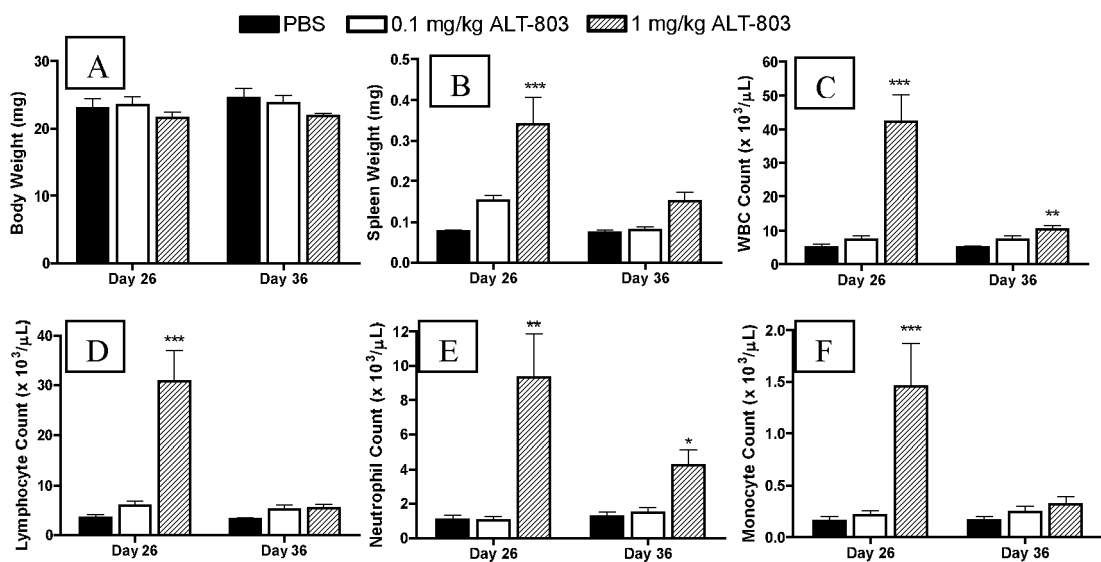 PBS 0.1 mg/kg ALT-803 1 mg/kg ALT-803
A
Body Weight (mg)
30
20
10
0
Day 26 Day 36
B
Spleen Weight (mg)
0.5
0.4
0.3
0.2
0.1
0.0
***
Day 26 Day 36
C
WBC Count (x 10³/µL)
60
50
40
30
20
10
0
***
**
Day 26 Day 36
D
Lymphocyte Count (x 10³/µL)
40
30
20
10
0
***
Day 26 Day 36
E
Neutrophil Count (x 10³/µL)
12
10
8
6
4
2
0
**
*
Day 26 Day 36
F
Monocyte Count (x 10³/µL)
2.0
1.5
1.0
0.5
0.0
***
Day 26 Day 36